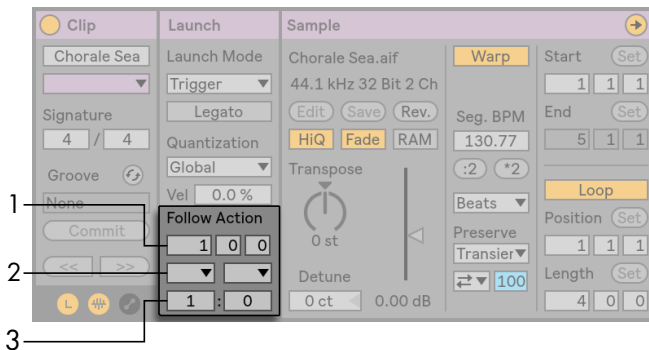 Clip
Chorale Sea
Signature
4 / 4
Groove
None
Commit
<< >>
L
Launch
Launch Mode
Trigger
Legato
Quantization
Global
Vel 0.0 %
Follow Action
1 0 0
1 : 0
1
2
3
Sample
Chorale Sea.aif
44.1 kHz 32 Bit 2 Ch
Edit Save Rev.
HiQ Fade RAM
Transpose
0 st
Detune
0 ct 0.00 dB
Warp
Seg. BPM
130.77
:2 *2
Beats
Preserve
Transier
100
Start Set
1 1 1
End Set
5 1 1
Loop
Position Set
1 1 1
Length Set
4 0 0